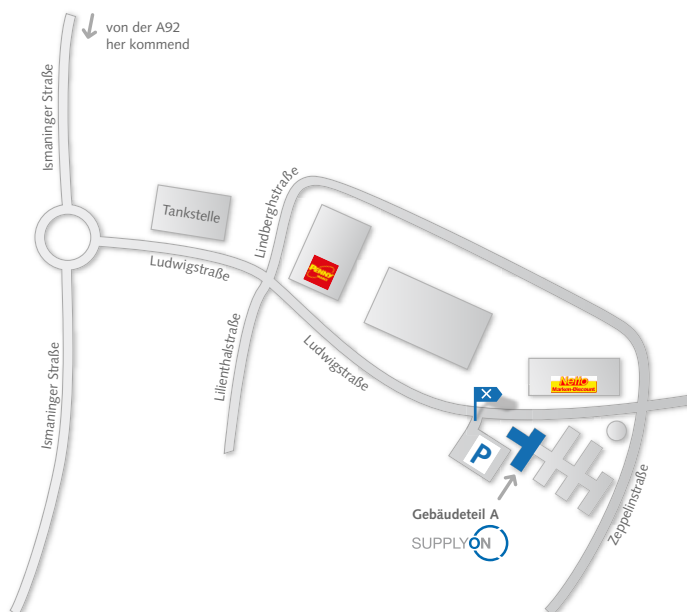 von der A92
her kommend
Ismaninger Straße
Lindberghstraße
Tankstelle
Ludwigstraße
PENNY
Lilienthalstraße
Ludwigstraße
Ismaninger Straße
Netto
Marken-Discount
P
Zeppelinstraße
Gebäudeteil A
SUPPLYON